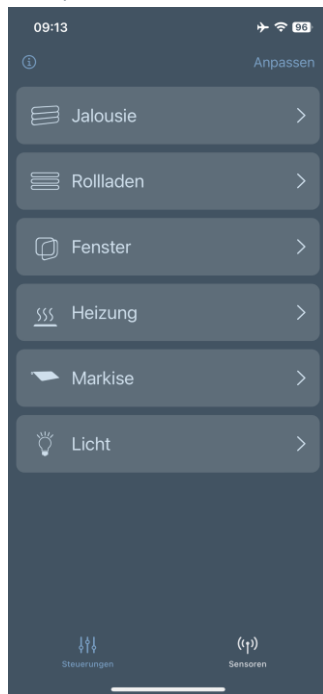 09:13
96
Anpassen
Jalousie
Rollladen
Fenster
Heizung
Markise
Licht
Steuerungen
Sensoren